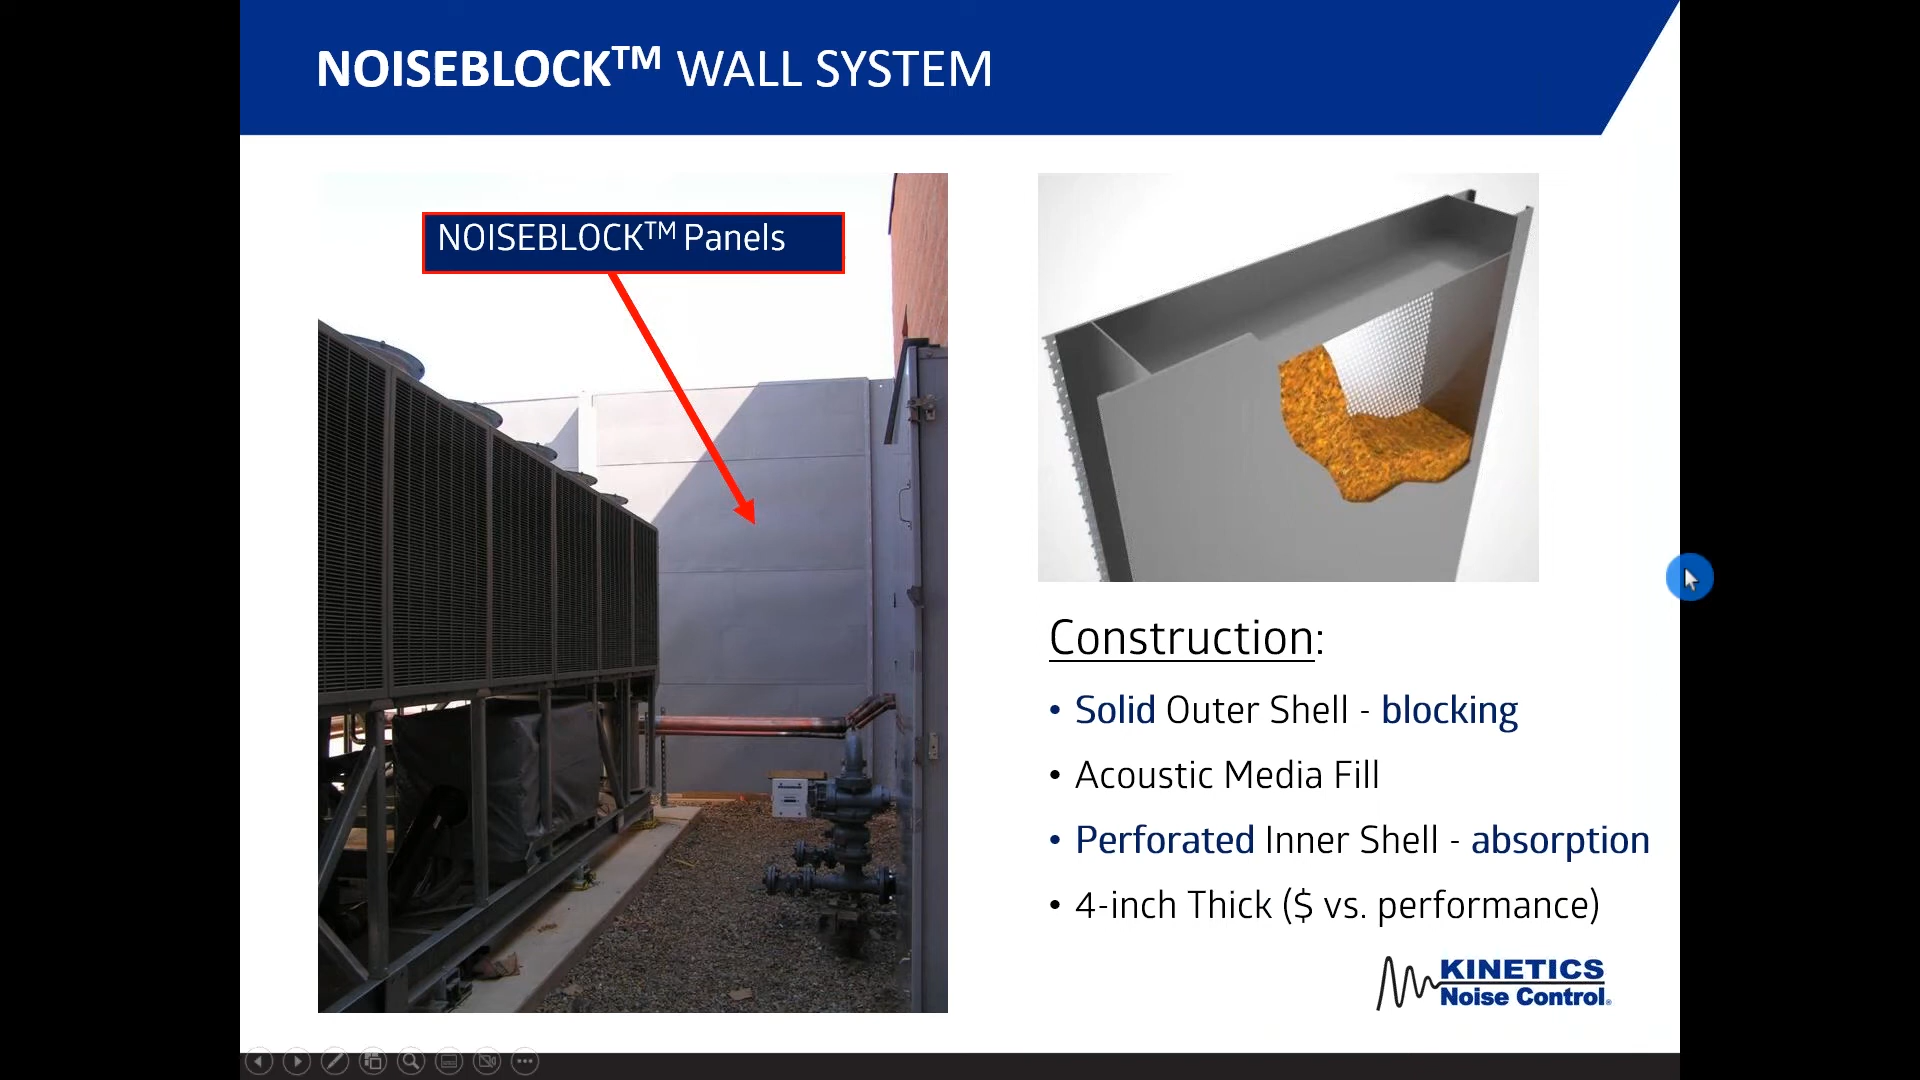 NOISEBLOCK™ WALL SYSTEM
NOISEBLOCK™ Panels
Construction:
• Solid Outer Shell - blocking
• Acoustic Media Fill
• Perforated Inner Shell - absorption
• 4-inch Thick ($ vs. performance)
KINETICS
Noise Control®